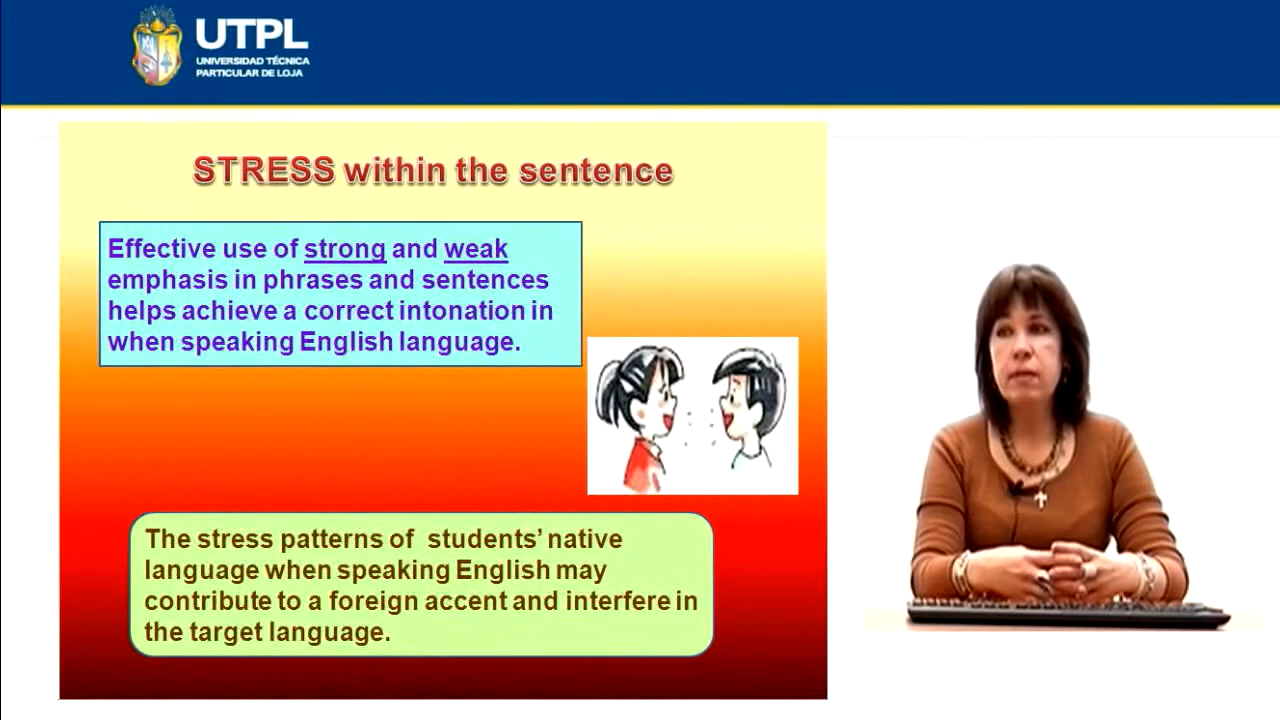 UTPL
UNIVERSIDAD TÉCNICA
PARTICULAR DE LOJA
STRESS within the sentence
Effective use of strong and weak
emphasis in phrases and sentences
helps achieve a correct intonation in
when speaking English language.
The stress patterns of students’ native
language when speaking English may
contribute to a foreign accent and interfere in
the target language.